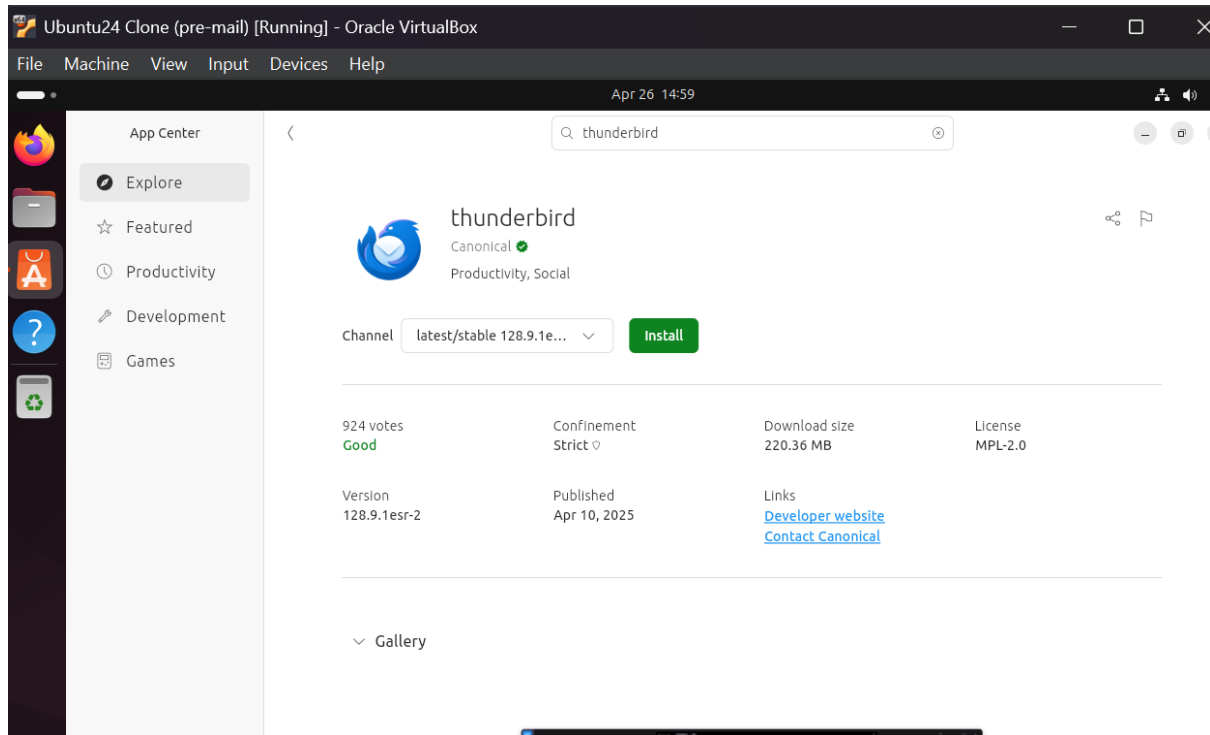 Ubuntu24 Clone (pre-mail) [Running] - Oracle VirtualBox
File Machine View Input Devices Help
Apr 26 14:59
App Center
thunderbird
Explore
Featured
Productivity
Development
Games
thunderbird
Canonical
Productivity, Social
Channel latest/stable 128.9.1e... Install
924 votes Confinement Download size License
Good Strict 220.36 MB MPL-2.0
Version Published Links
128.9.1esr-2 Apr 10, 2025 Developer website
Contact Canonical
Gallery